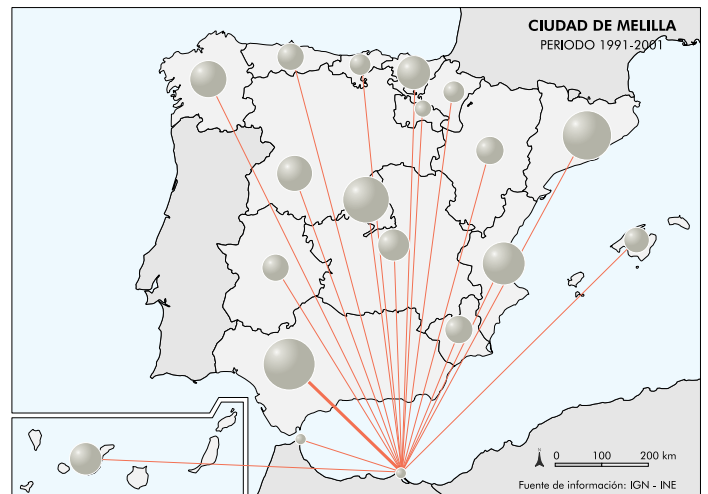 CIUDAD DE MELILLA
PERIODO 1991-2001
N
0 100 200 km
Fuente de información: IGN - INE